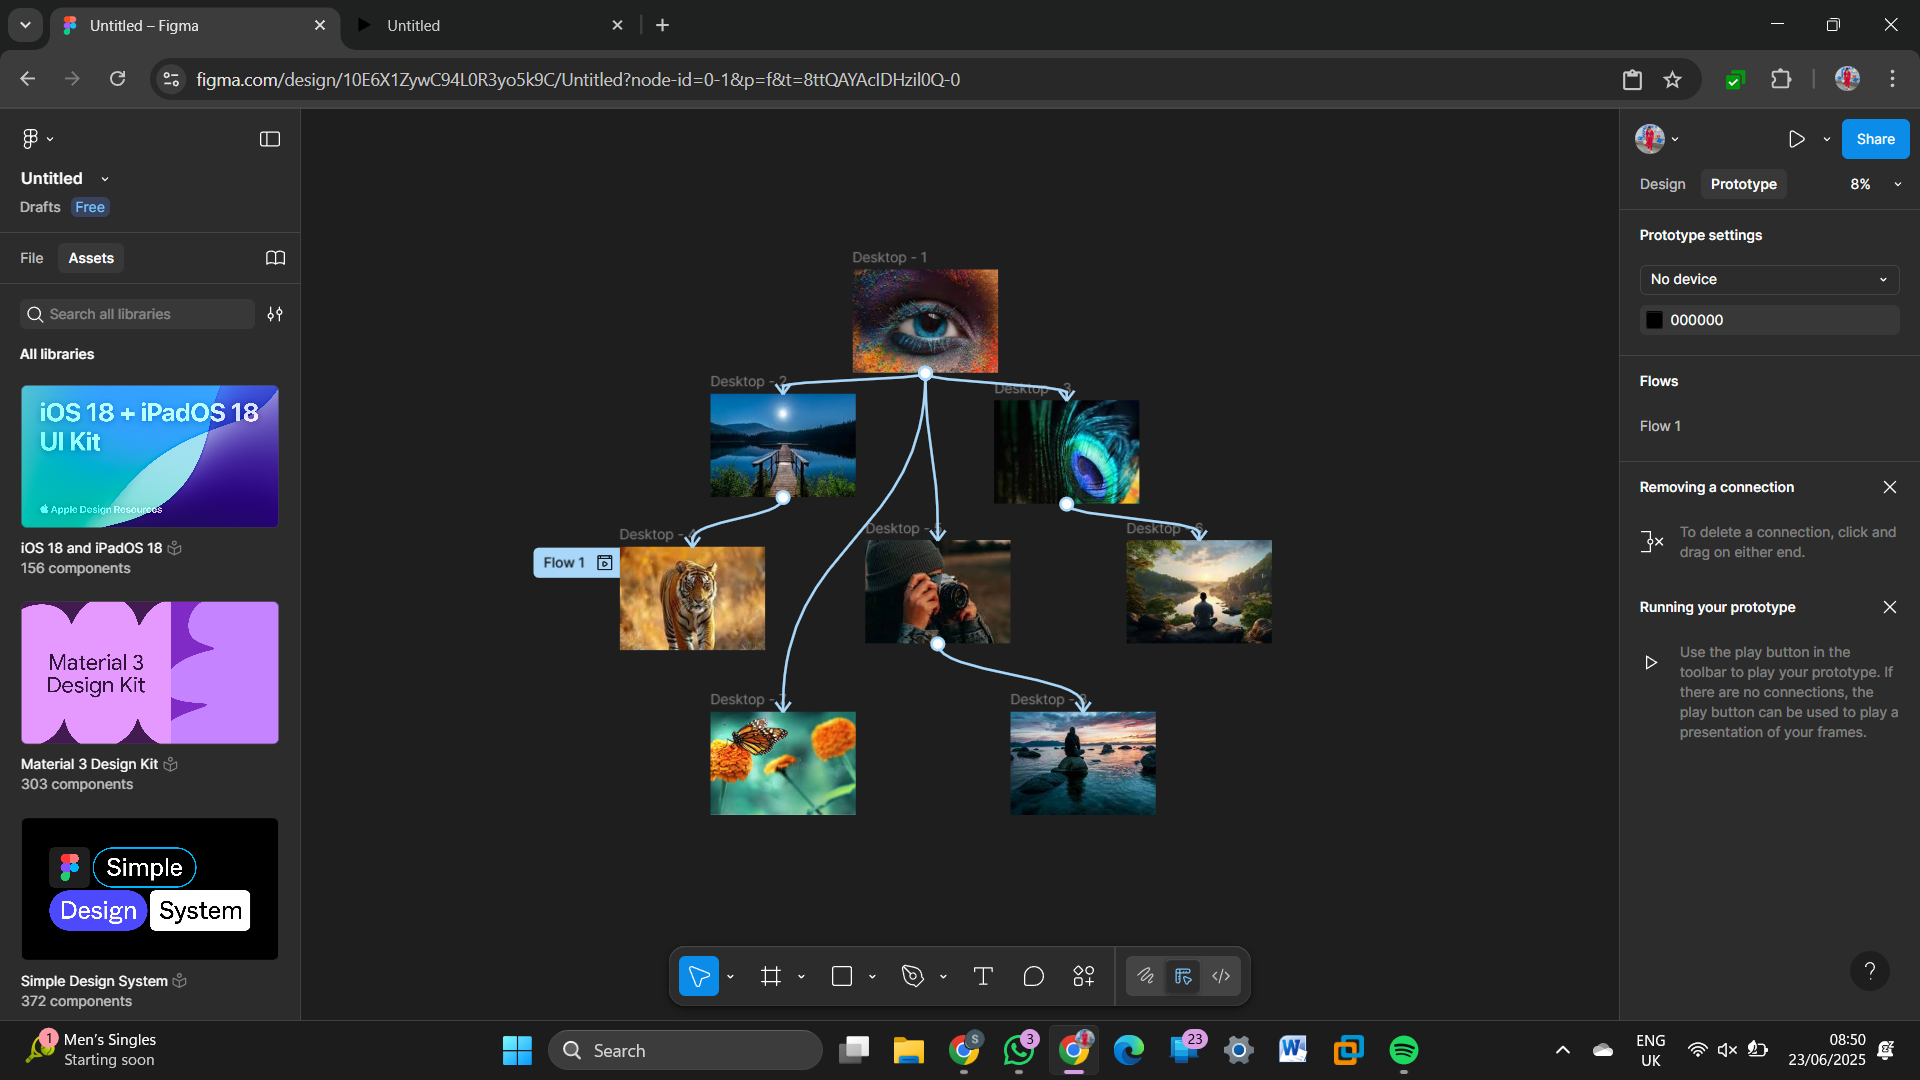 Untitled – Figma
Untitled
figma.com/design/10E6X1ZywC94L0R3yo5k9C/Untitled?node-id=0-1&p=f&t=8ttQAYAcIDHzil0Q-0
Untitled
Drafts Free
File Assets
Search all libraries
All libraries
iOS 18 + iPadOS 18
UI Kit
Apple Design Resources
iOS 18 and iPadOS 18
156 components
Material 3
Design Kit
Material 3 Design Kit
303 components
Simple
Design System
Simple Design System
372 components
Desktop - 1
Desktop - 2
Desktop - 3
Desktop - 4
Desktop - 5
Desktop - 6
Flow 1
Desktop - 7
Desktop - 8
Share
Design Prototype 8%
Prototype settings
No device
000000
Flows
Flow 1
Removing a connection
To delete a connection, click and
drag on either end.
Running your prototype
Use the play button in the
toolbar to play your prototype. If
there are no connections, the
play button can be used to play a
presentation of your frames.
?
1
Men's Singles
Starting soon
Search
S
3
23
ENG
UK
08:50
23/06/2025